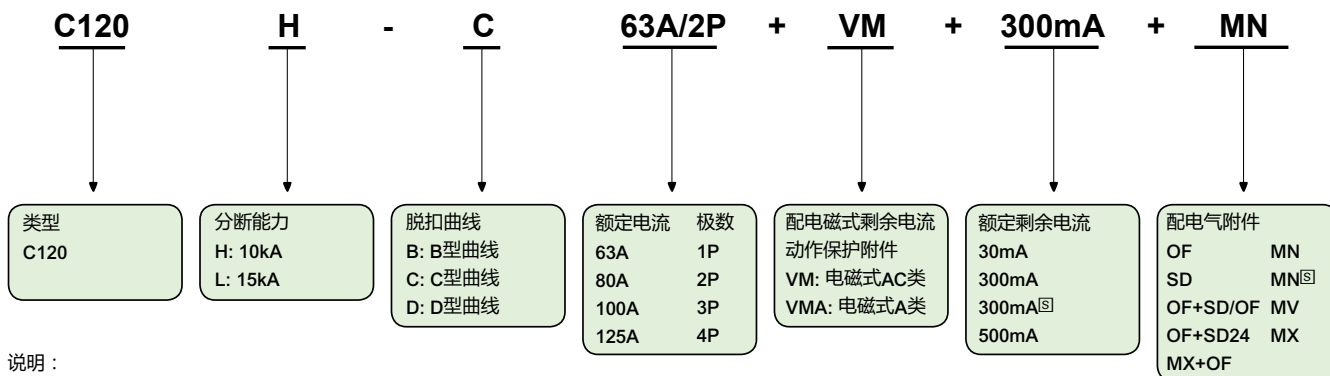 C120 H - C 63A/2P + VM + 300mA + MN
类型
C120
分断能力
H: 10kA
L: 15kA
脱扣曲线
B: B型曲线
C: C型曲线
D: D型曲线
额定电流 极数
63A 1P
80A 2P
100A 3P
125A 4P
配电磁式剩余电流
动作保护附件
VM: 电磁式AC类
VMA: 电磁式A类
额定剩余电流
30mA
300mA
300mA🅂
500mA
配电气附件
OF MN
SD MN🅂
OF+SD/OF MV
OF+SD24 MX
MX+OF
说明：